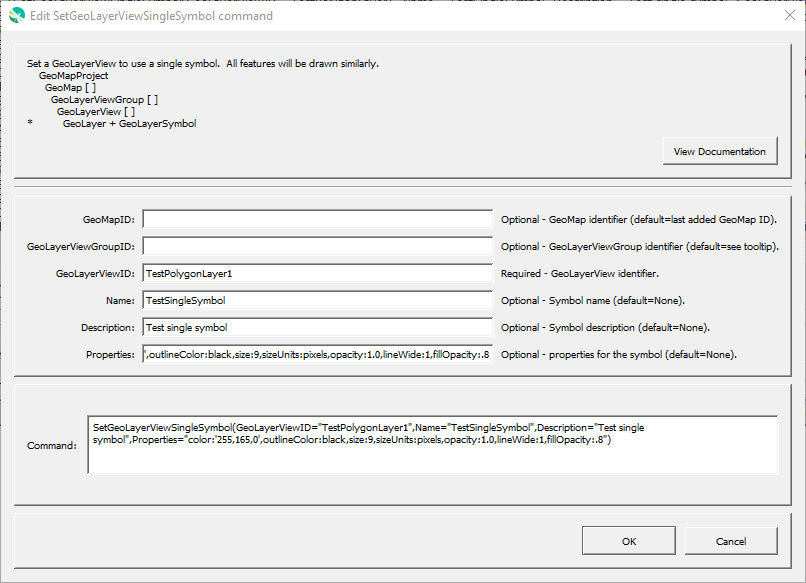 Edit SetGeoLayerViewSingleSymbol command
Set a GeoLayerView to use a single symbol.  All features will be drawn similarly.
GeoMapProject
GeoMap [ ]
GeoLayerViewGroup [ ]
GeoLayerView [ ]
* GeoLayer + GeoLayerSymbol
View Documentation
GeoMapID: Optional - GeoMap identifier (default=last added GeoMap ID).
GeoLayerViewGroupID: Optional - GeoLayerViewGroup identifier (default=see tooltip).
GeoLayerViewID: TestPolygonLayer1 Required - GeoLayerView identifier.
Name: TestSingleSymbol Optional - Symbol name (default=None).
Description: Test single symbol Optional - Symbol description (default=None).
Properties: ',outlineColor:black,size:9,sizeUnits:pixels,opacity:1.0,lineWide:1,fillOpacity:.8 Optional - properties for the symbol (default=None).
Command:
SetGeoLayerViewSingleSymbol(GeoLayerViewID="TestPolygonLayer1",Name="TestSingleSymbol",Description="Test single
symbol",Properties="color:'255,165,0',outlineColor:black,size:9,sizeUnits:pixels,opacity:1.0,lineWide:1,fillOpacity:.8")
OK Cancel